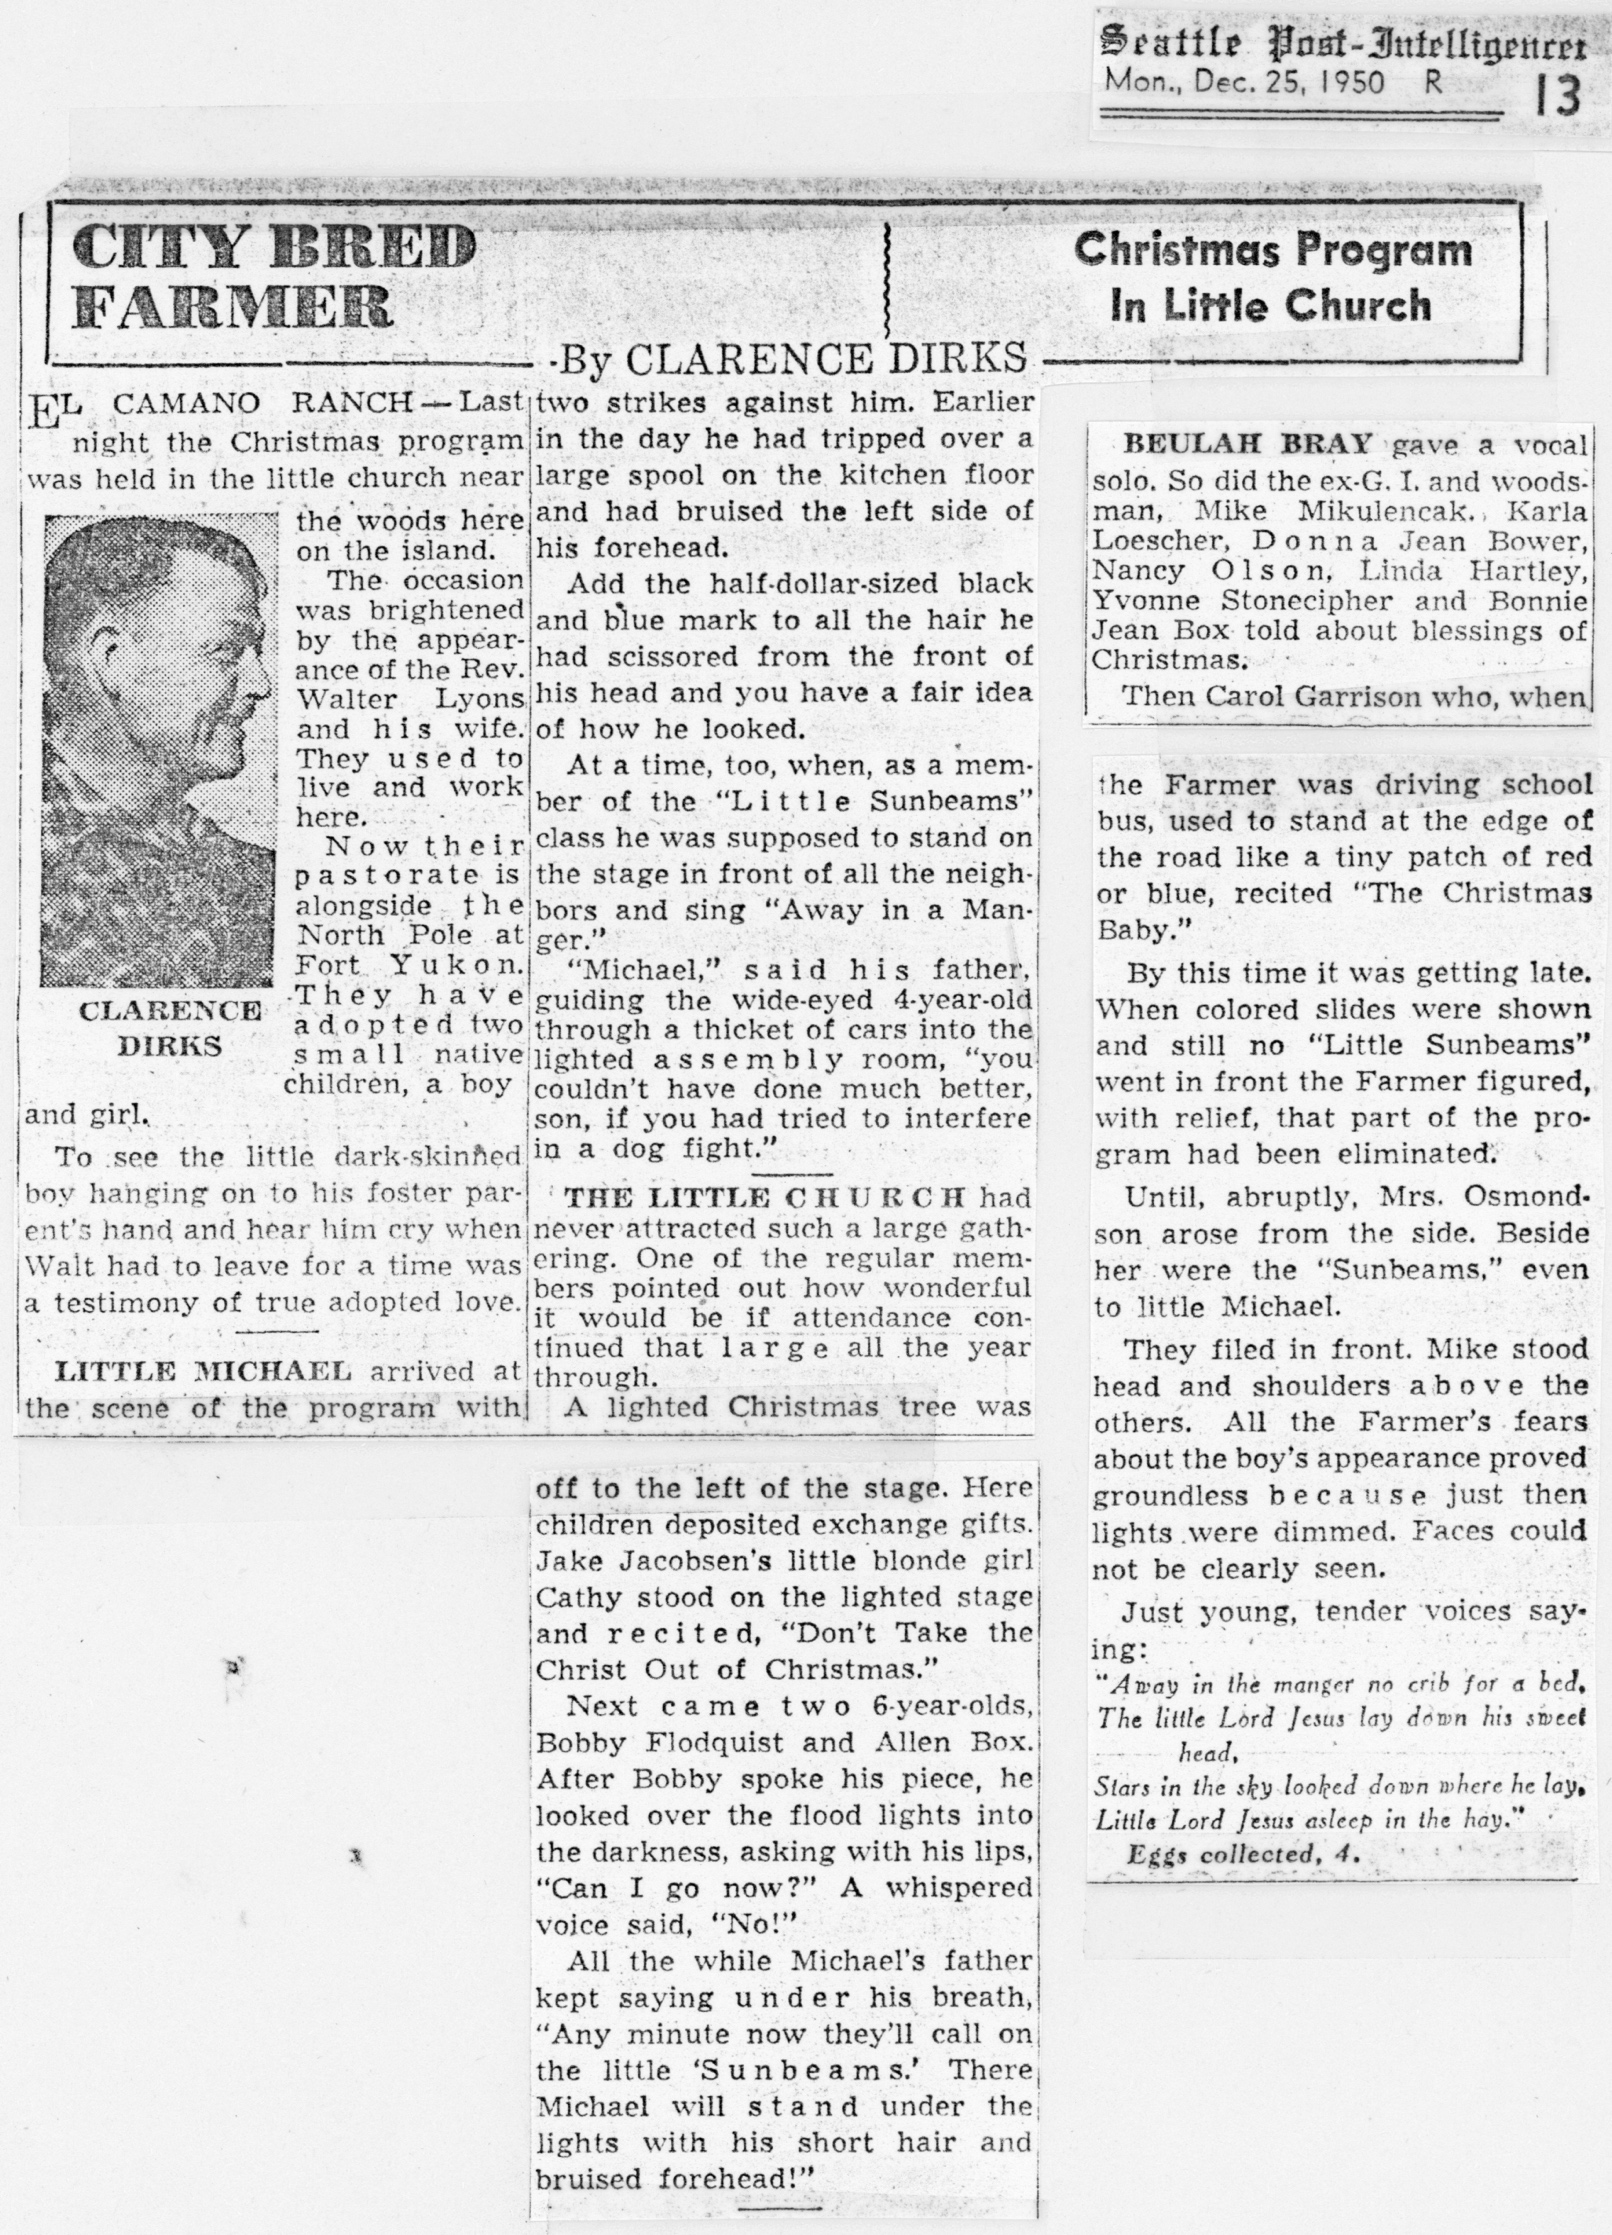 Seattle Post-Intelligencer
Mon., Dec. 25, 1950 R 13
CITY BRED
FARMER
Christmas Program
In Little Church
-By CLARENCE DIRKS
EL CAMANO RANCH — Last
night the Christmas program
was held in the little church near
the woods here
on the island.
The occasion
was brightened
by the appear-
ance of the Rev.
Walter Lyons
and his wife.
They used to
live and work
here.
Now their
pastorate is
alongside the
North Pole at
Fort Yukon.
They have
adopted two
small native
children, a boy
and girl.
CLARENCE
DIRKS
To see the little dark-skinned
boy hanging on to his foster par-
ent's hand and hear him cry when
Walt had to leave for a time was
a testimony of true adopted love.
LITTLE MICHAEL arrived at
the scene of the program with
two strikes against him. Earlier
in the day he had tripped over a
large spool on the kitchen floor
and had bruised the left side of
his forehead.
Add the half-dollar-sized black
and blue mark to all the hair he
had scissored from the front of
his head and you have a fair idea
of how he looked.
At a time, too, when, as a mem-
ber of the "Little Sunbeams"
class he was supposed to stand on
the stage in front of all the neigh-
bors and sing "Away in a Man-
ger."
"Michael," said his father,
guiding the wide-eyed 4-year-old
through a thicket of cars into the
lighted assembly room, "you
couldn't have done much better,
son, if you had tried to interfere
in a dog fight."
THE LITTLE CHURCH had
never attracted such a large gath-
ering. One of the regular mem-
bers pointed out how wonderful
it would be if attendance con-
tinued that large all the year
through.
A lighted Christmas tree was
off to the left of the stage. Here
children deposited exchange gifts.
Jake Jacobsen's little blonde girl
Cathy stood on the lighted stage
and recited, "Don't Take the
Christ Out of Christmas."
Next came two 6-year-olds,
Bobby Flodquist and Allen Box.
After Bobby spoke his piece, he
looked over the flood lights into
the darkness, asking with his lips,
"Can I go now?" A whispered
voice said, "No!"
All the while Michael's father
kept saying under his breath,
"Any minute now they'll call on
the little 'Sunbeams.' There
Michael will stand under the
lights with his short hair and
bruised forehead!"
BEULAH BRAY gave a vocal
solo. So did the ex-G. I. and woods-
man, Mike Mikulencak. Karla
Loescher, Donna Jean Bower,
Nancy Olson, Linda Hartley,
Yvonne Stonecipher and Bonnie
Jean Box told about blessings of
Christmas.
Then Carol Garrison who, when
the Farmer was driving school
bus, used to stand at the edge of
the road like a tiny patch of red
or blue, recited "The Christmas
Baby."
By this time it was getting late.
When colored slides were shown
and still no "Little Sunbeams"
went in front the Farmer figured,
with relief, that part of the pro-
gram had been eliminated.
Until, abruptly, Mrs. Osmond-
son arose from the side. Beside
her were the "Sunbeams," even
to little Michael.
They filed in front. Mike stood
head and shoulders above the
others. All the Farmer's fears
about the boy's appearance proved
groundless because just then
lights were dimmed. Faces could
not be clearly seen.
Just young, tender voices say-
ing:
"Away in the manger no crib for a bed,
The little Lord Jesus lay down his sweet
head,
Stars in the sky looked down where he lay,
Little Lord Jesus asleep in the hay."
Eggs collected, 4.